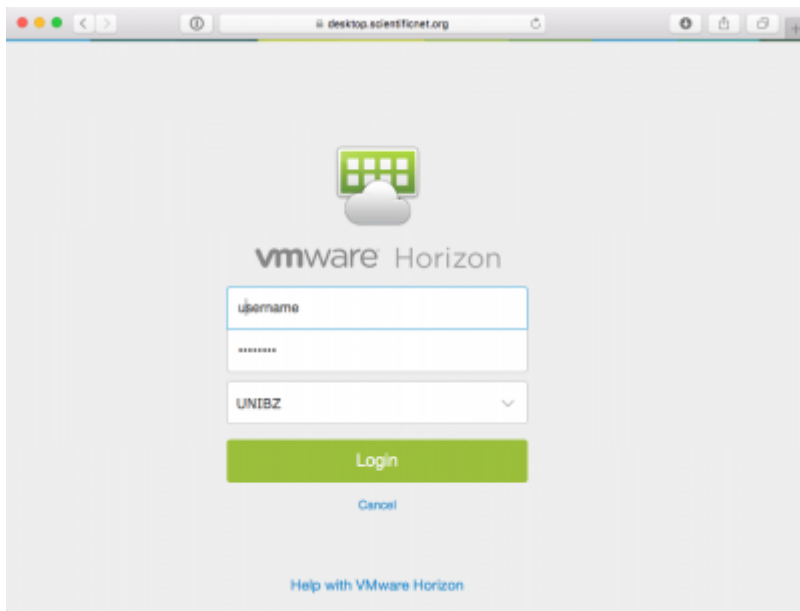 desktop.scientificnet.org
vmware Horizon
username
••••••••
UNIBZ
Login
Cancel
Help with VMware Horizon